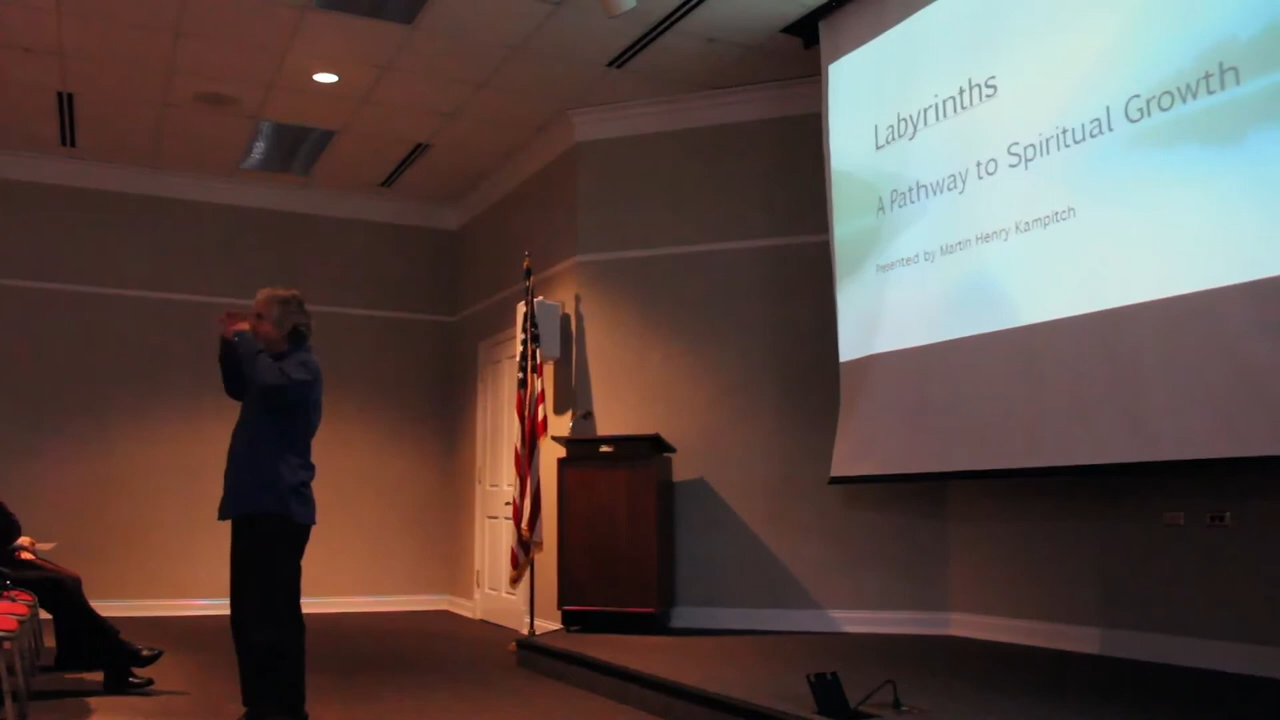 Labyrinths
A Pathway to Spiritual Growth
Presented by Martin Henry Kampitch